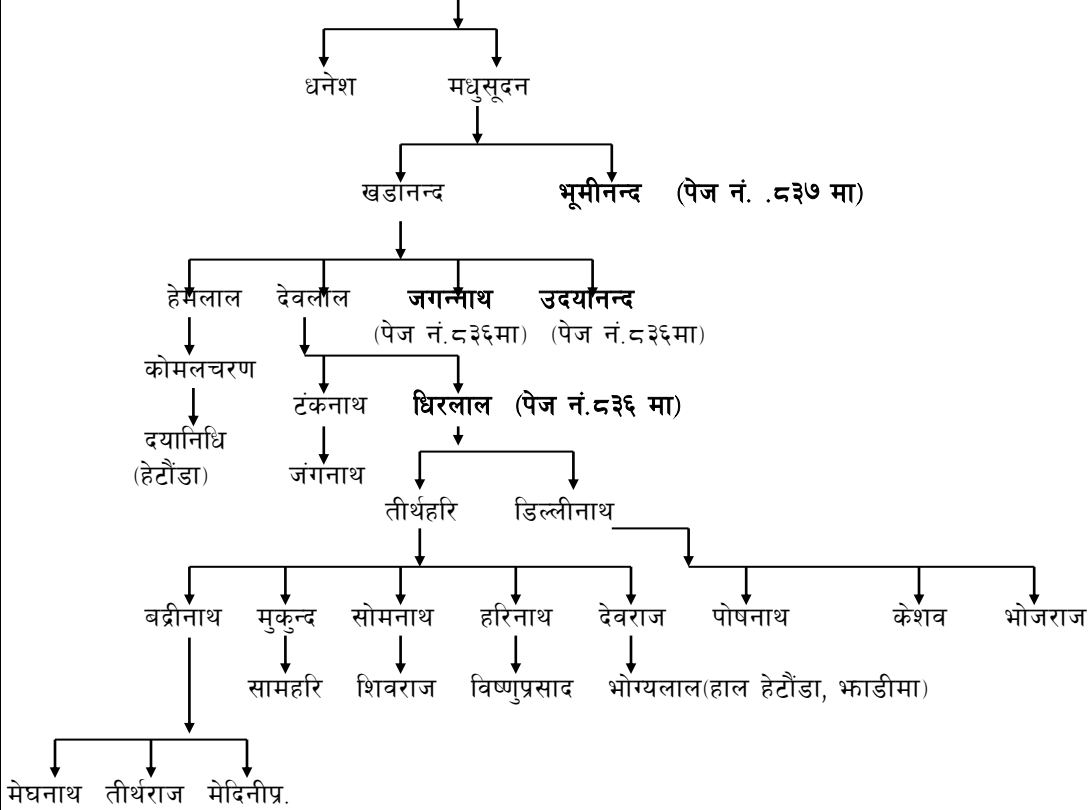 धनेश मधुसूदन
खडानन्द भूमीनन्द (पेज नं. .८३७ मा)
हेमलाल देवलाल जगन्नाथ उदयानन्द
(पेज नं.८३६मा) (पेज नं.८३६मा)
कोमलचरण
टंकनाथ धिरलाल (पेज नं.८३६ मा)
दयानिधि
(हेटौंडा) जंगनाथ
तीर्थहरि डिल्लीनाथ
बद्रीनाथ मुकुन्द सोमनाथ हरिनाथ देवराज पोषनाथ केशव भोजराज
सामहरि शिवराज विष्णुप्रसाद भोग्यलाल(हाल हेटौंडा, झाडीमा)
मेघनाथ तीर्थराज मेदिनीप्र.